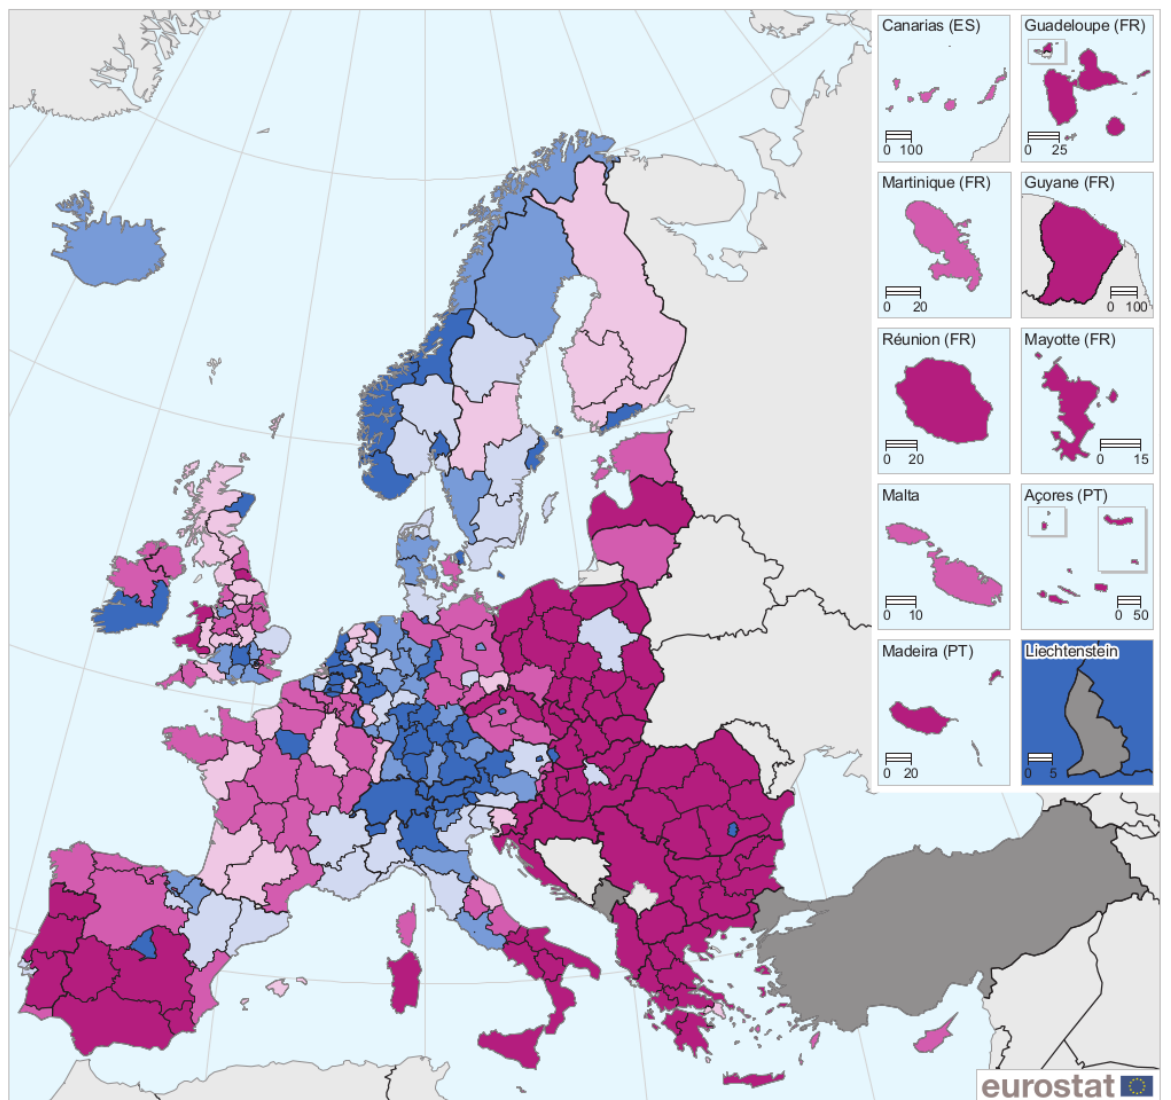 Canarias (ES)
0 100
Guadeloupe (FR)
0 25
Martinique (FR)
0 20
Guyane (FR)
0 100
Réunion (FR)
0 20
Mayotte (FR)
0 15
Malta
0 10
Açores (PT)
0 50
Madeira (PT)
0 20
Liechtenstein
0 5
eurostat